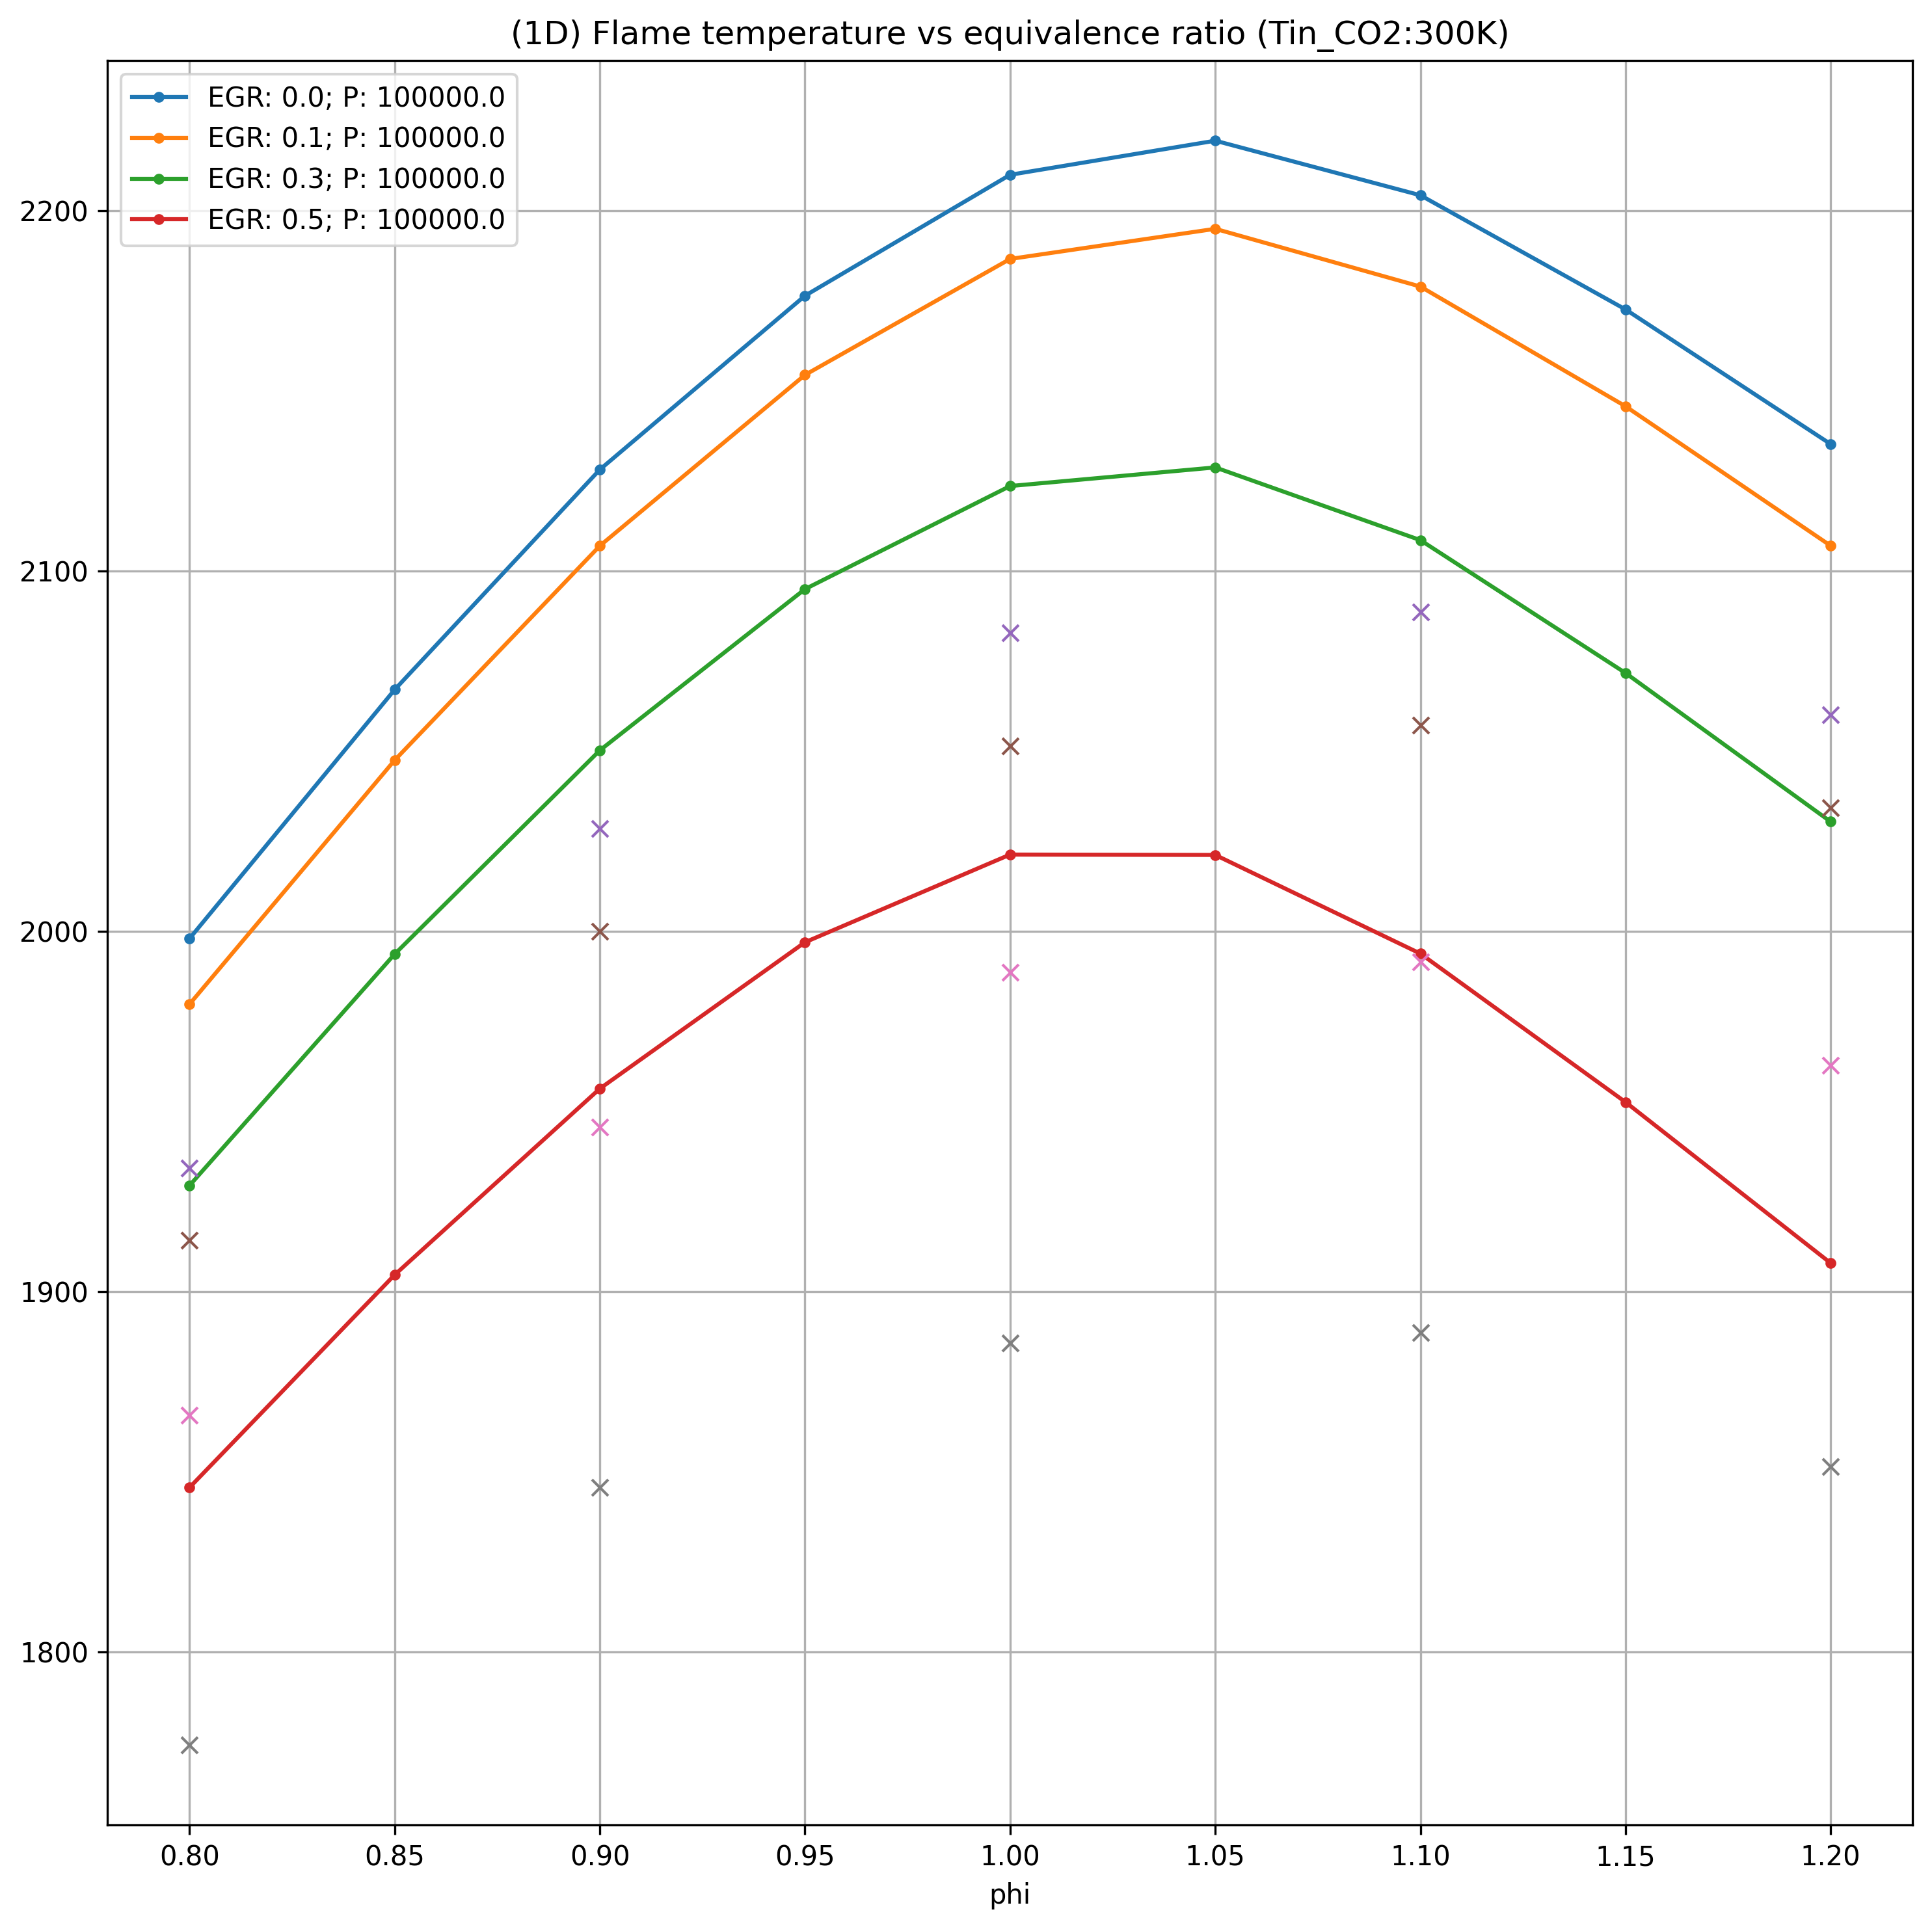 (1D) Flame temperature vs equivalence ratio (Tin_CO2:300K)
EGR: 0.0; P: 100000.0
EGR: 0.1; P: 100000.0
EGR: 0.3; P: 100000.0
EGR: 0.5; P: 100000.0
2200
2100
2000
1900
1800
0.80 0.85 0.90 0.95 1.00 1.05 1.10 1.15 1.20
phi